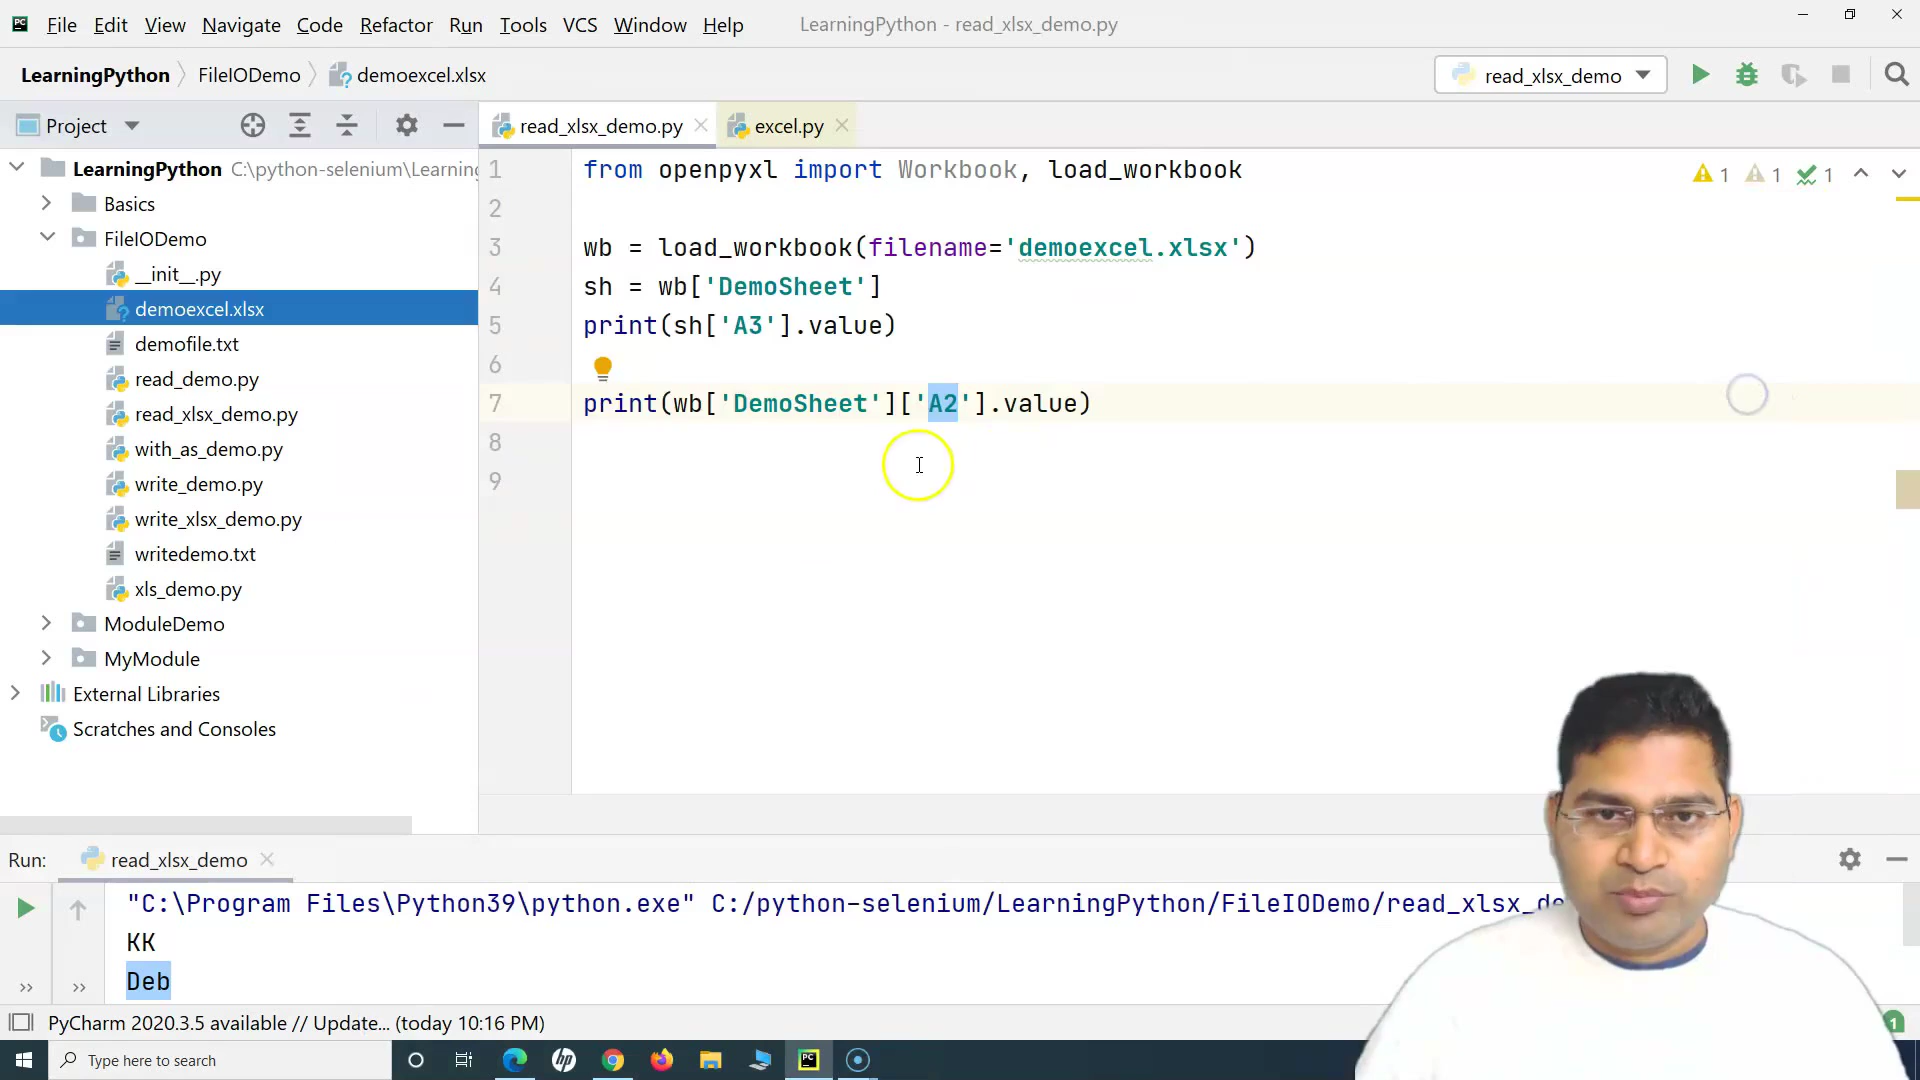 File Edit View Navigate Code Refactor Run Tools VCS Window Help LearningPython - read_xlsx_demo.py
LearningPython FileIODemo demoexcel.xlsx read_xlsx_demo
Project read_xlsx_demo.py excel.py
LearningPython C:\python-selenium\Learning
Basics
FileIODemo
__init__.py
demoexcel.xlsx
demofile.txt
read_demo.py
read_xlsx_demo.py
with_as_demo.py
write_demo.py
write_xlsx_demo.py
writedemo.txt
xls_demo.py
ModuleDemo
MyModule
External Libraries
Scratches and Consoles
1 from openpyxl import Workbook, load_workbook
2
3 wb = load_workbook(filename='demoexcel.xlsx')
4 sh = wb['DemoSheet']
5 print(sh['A3'].value)
6
7 print(wb['DemoSheet']['A2'].value)
8
9
1 1 1
Run: read_xlsx_demo
"C:\Program Files\Python39\python.exe" C:/python-selenium/LearningPython/FileIODemo/read_xlsx_de
KK
Deb
PyCharm 2020.3.5 available // Update... (today 10:16 PM)
1
Type here to search
hp
PC